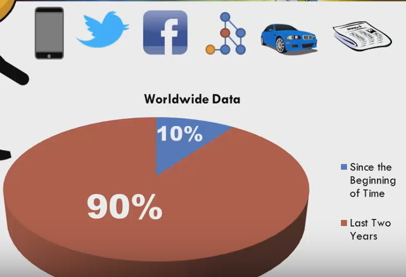 f
Worldwide Data
10%
90%
Since the
Beginning
of Time
Last Two
Years